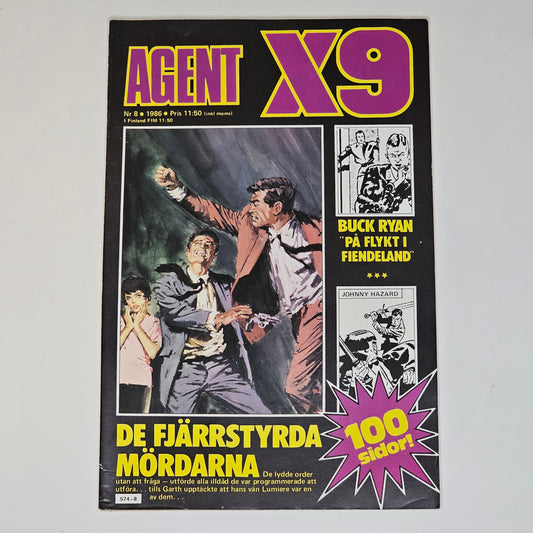 AGENT X9
Nr 8 • 1986 • Pris 11:50 (inkl moms)
I Finland FIM 11:50
BUCK RYAN
"PÅ FLYKT I
FIENDELAND"
JOHNNY HAZARD
100
sidor!
DE FJÄRRSTYRDA
MÖRDARNA
De lydde order
utan att fråga – utförde alla illdåd de var programmerade att
utföra... tills Garth upptäckte att hans vän Lumiere var en
av dem...
574-8